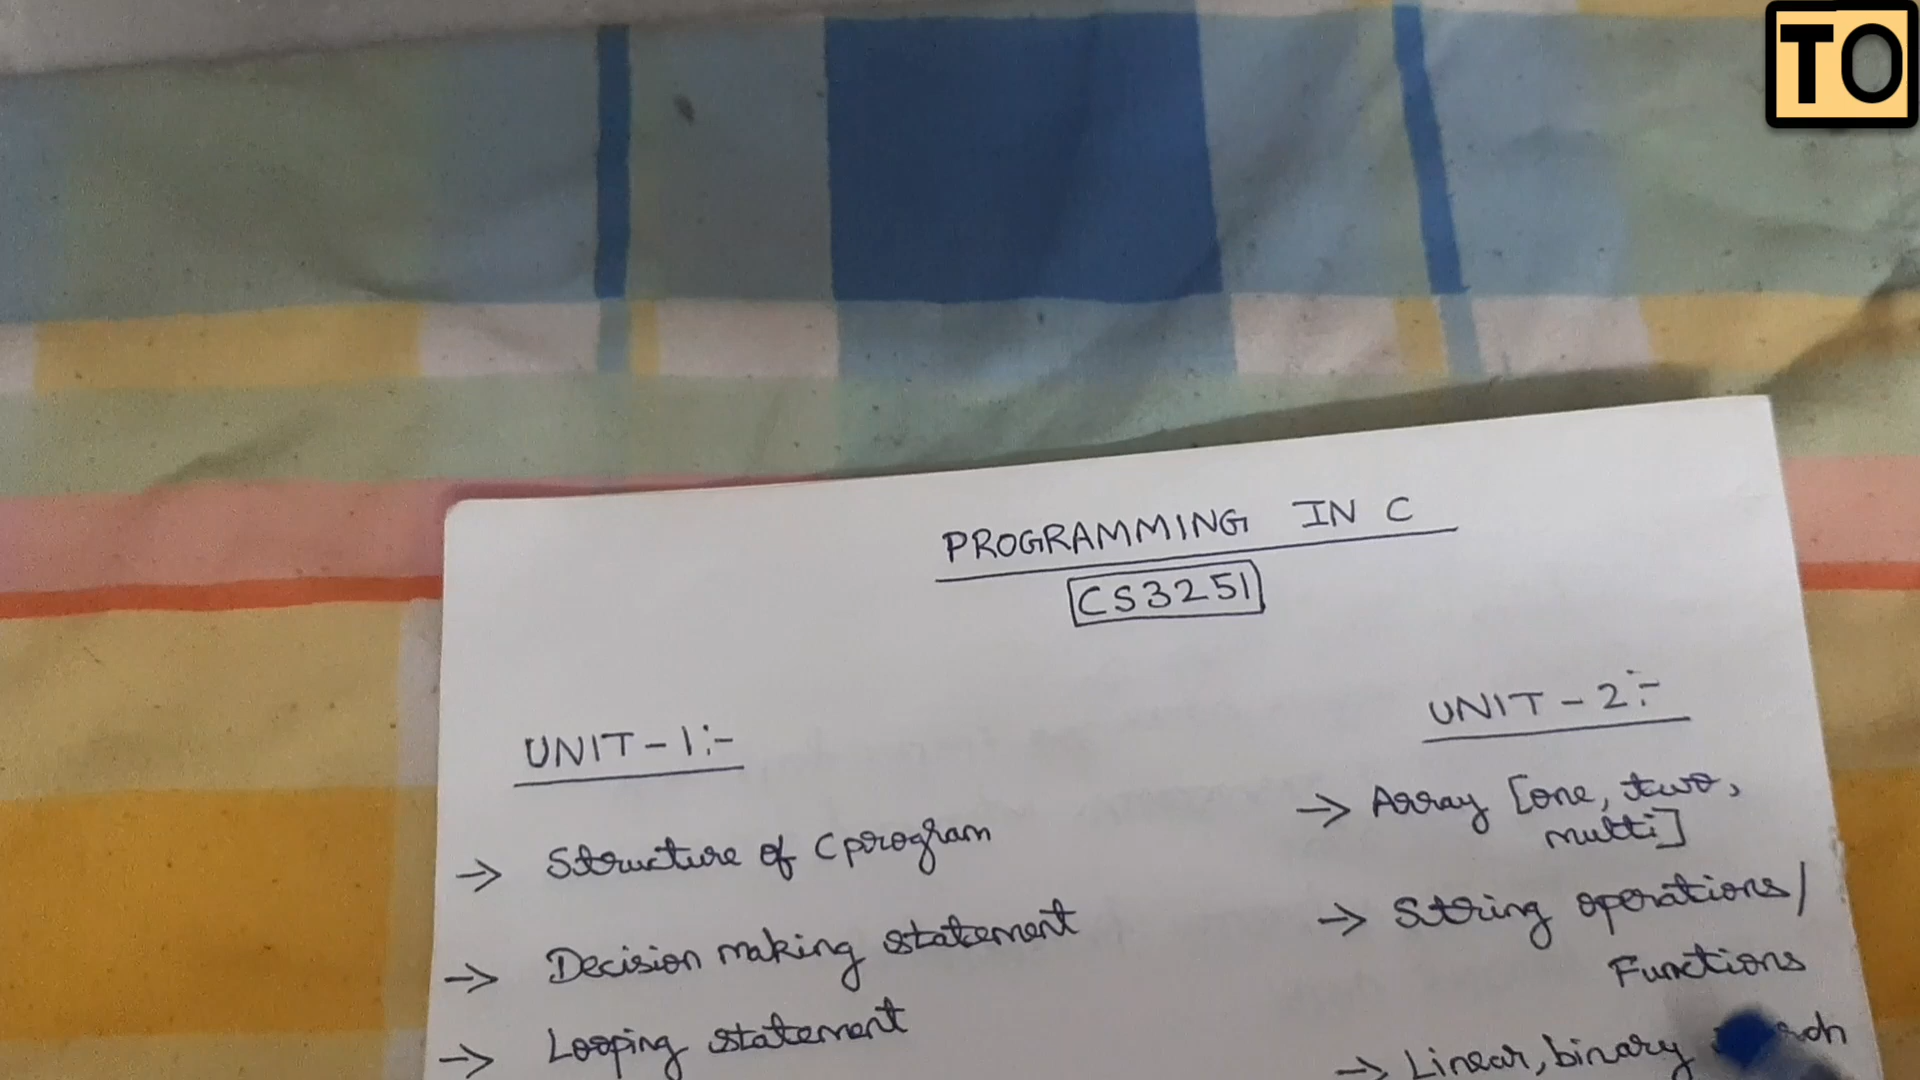 TO
PROGRAMMING IN C
CS3251
UNIT-1:-
→ Structure of C program
→ Decision making statement
→ Looping statement
UNIT-2:-
→ Array [one, two,
multi]
→ String operations/
Functions
→ Linear, binary